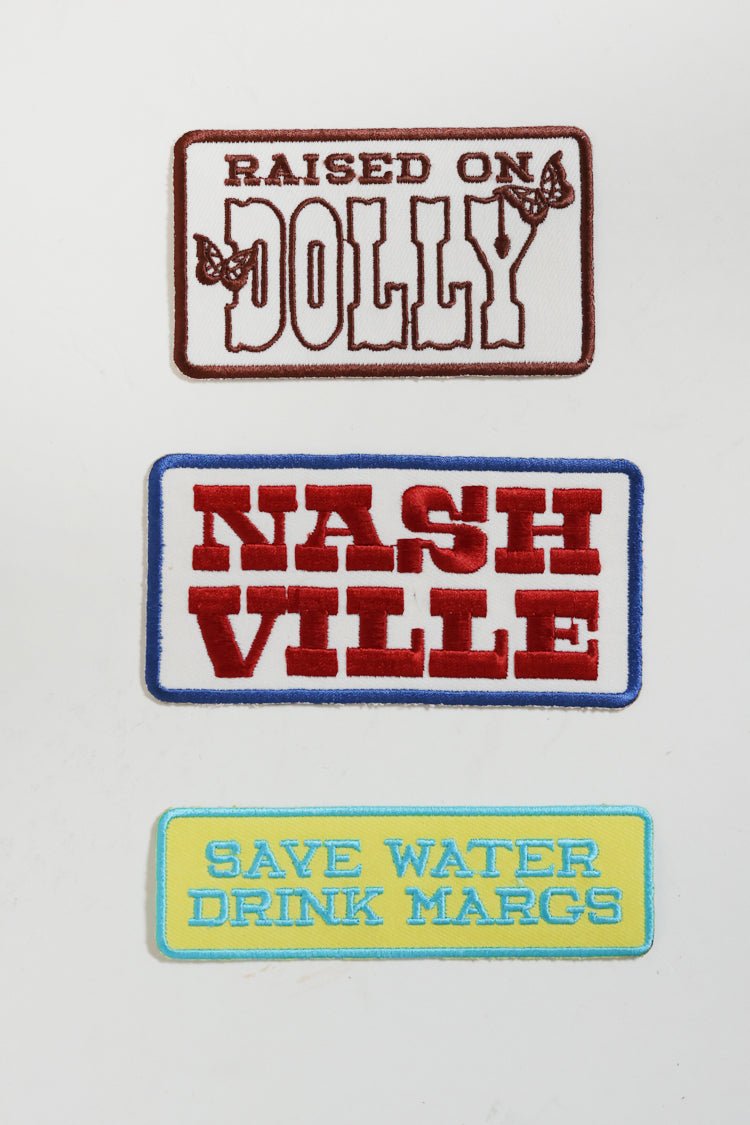 RAISED ON
DOLLY
NASH
VILLE
SAVE WATER
DRINK MARGS